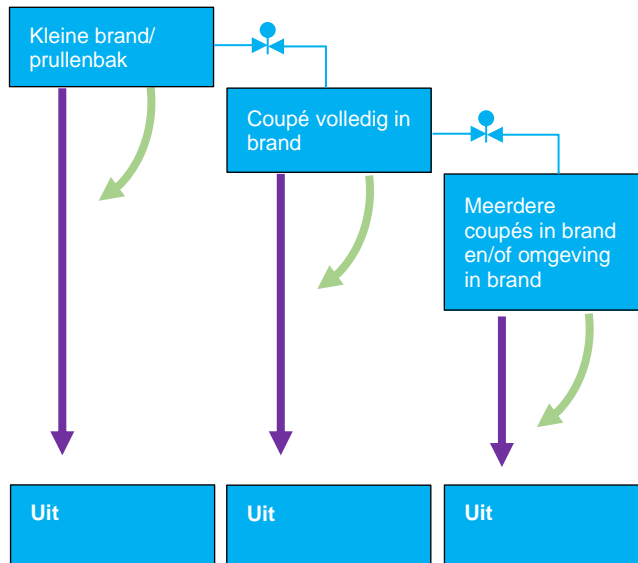 Kleine brand/
prullenbak
Coupé volledig in
brand
Meerdere
coupés in brand
en/of omgeving
in brand
Uit
Uit
Uit